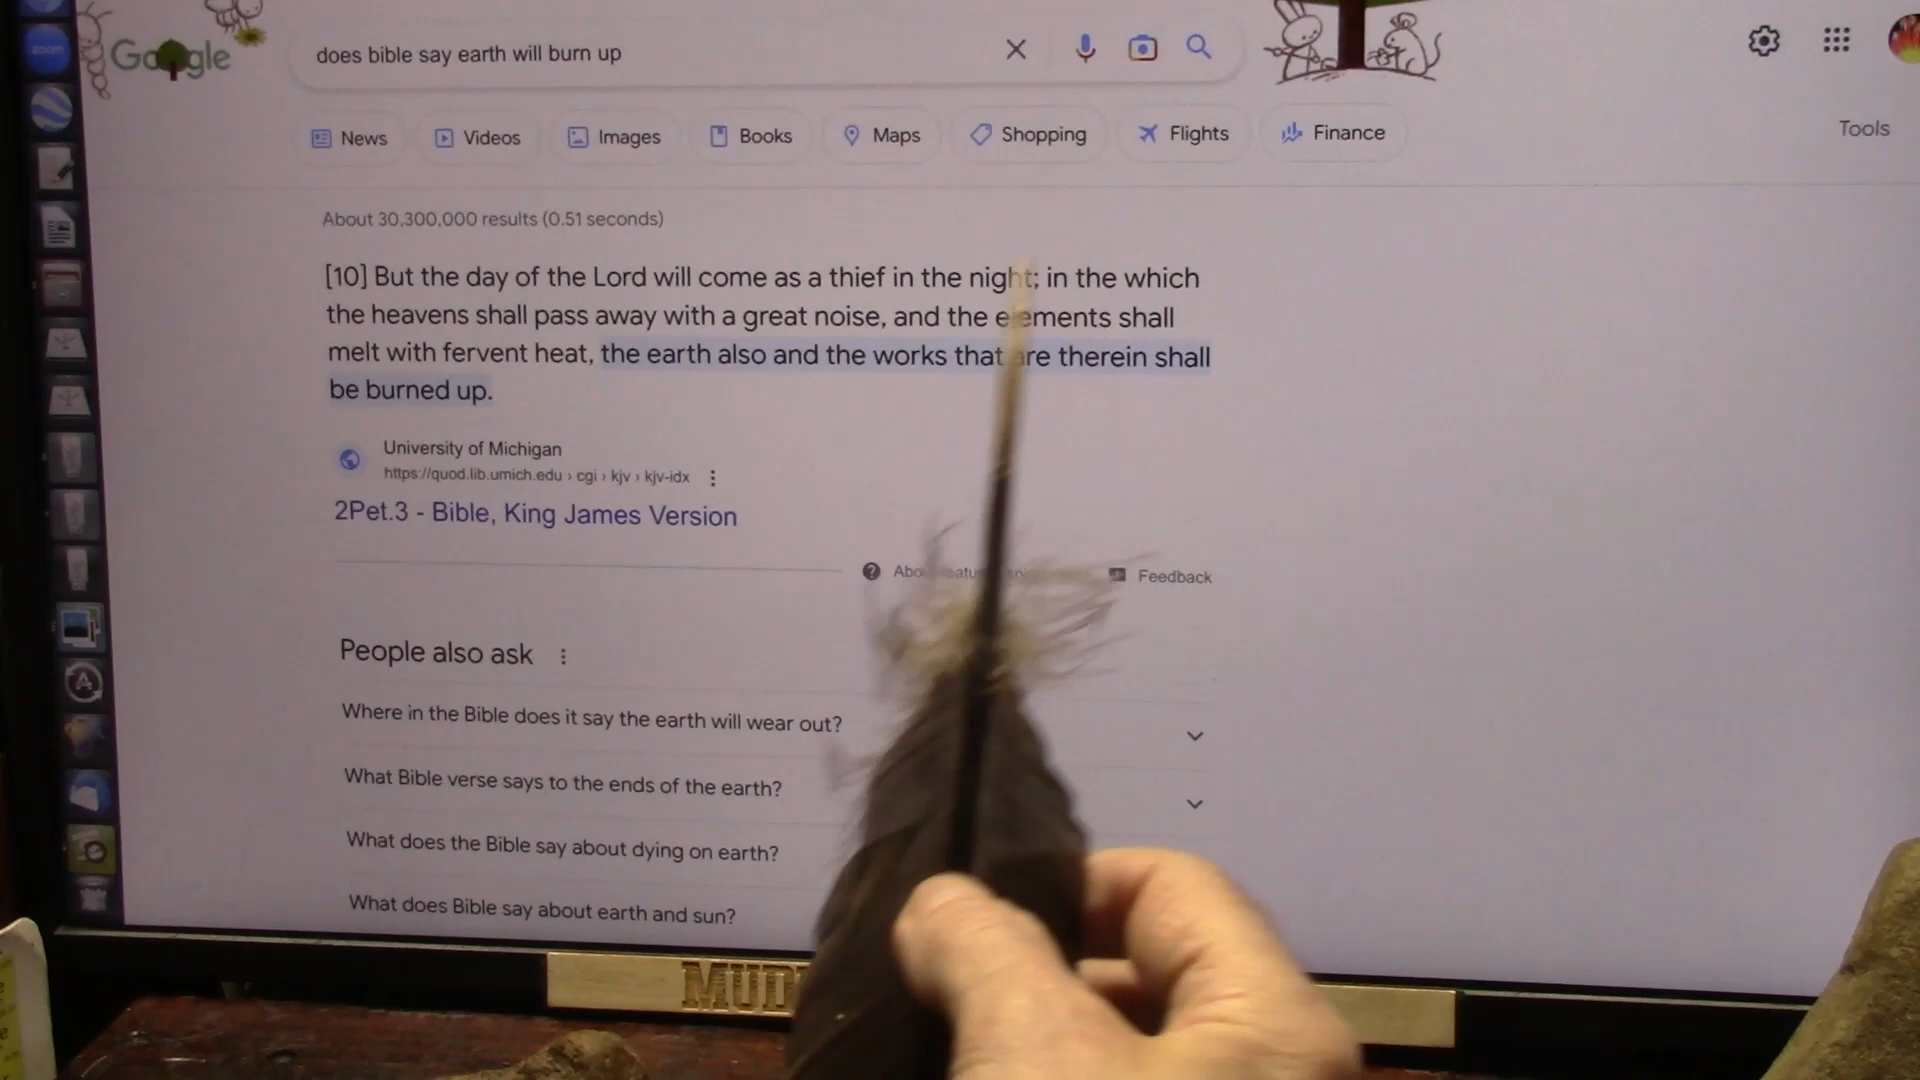 zoom
Google
does bible say earth will burn up
News Videos Images Books Maps Shopping Flights Finance
Tools
About 30,300,000 results (0.51 seconds)
[10] But the day of the Lord will come as a thief in the night; in the which
the heavens shall pass away with a great noise, and the elements shall
melt with fervent heat, the earth also and the works that are therein shall
be burned up.
University of Michigan
https://quod.lib.umich.edu › cgi › kjv › kjv-idx
2Pet.3 - Bible, King James Version
Feedback
People also ask
Where in the Bible does it say the earth will wear out?
What Bible verse says to the ends of the earth?
What does the Bible say about dying on earth?
What does Bible say about earth and sun?